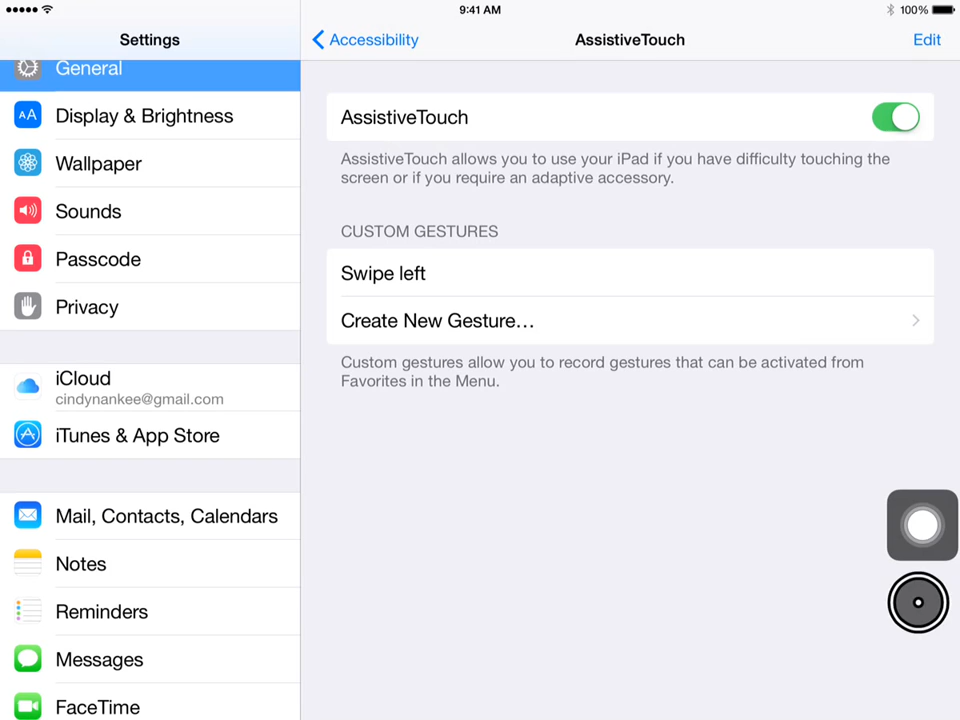 9:41 AM
100%
Settings
Accessibility
AssistiveTouch
Edit
General
Display & Brightness
Wallpaper
Sounds
Passcode
Privacy
iCloud
cindynankee@gmail.com
iTunes & App Store
Mail, Contacts, Calendars
Notes
Reminders
Messages
FaceTime
AssistiveTouch
AssistiveTouch allows you to use your iPad if you have difficulty touching the
screen or if you require an adaptive accessory.
CUSTOM GESTURES
Swipe left
Create New Gesture...
Custom gestures allow you to record gestures that can be activated from
Favorites in the Menu.